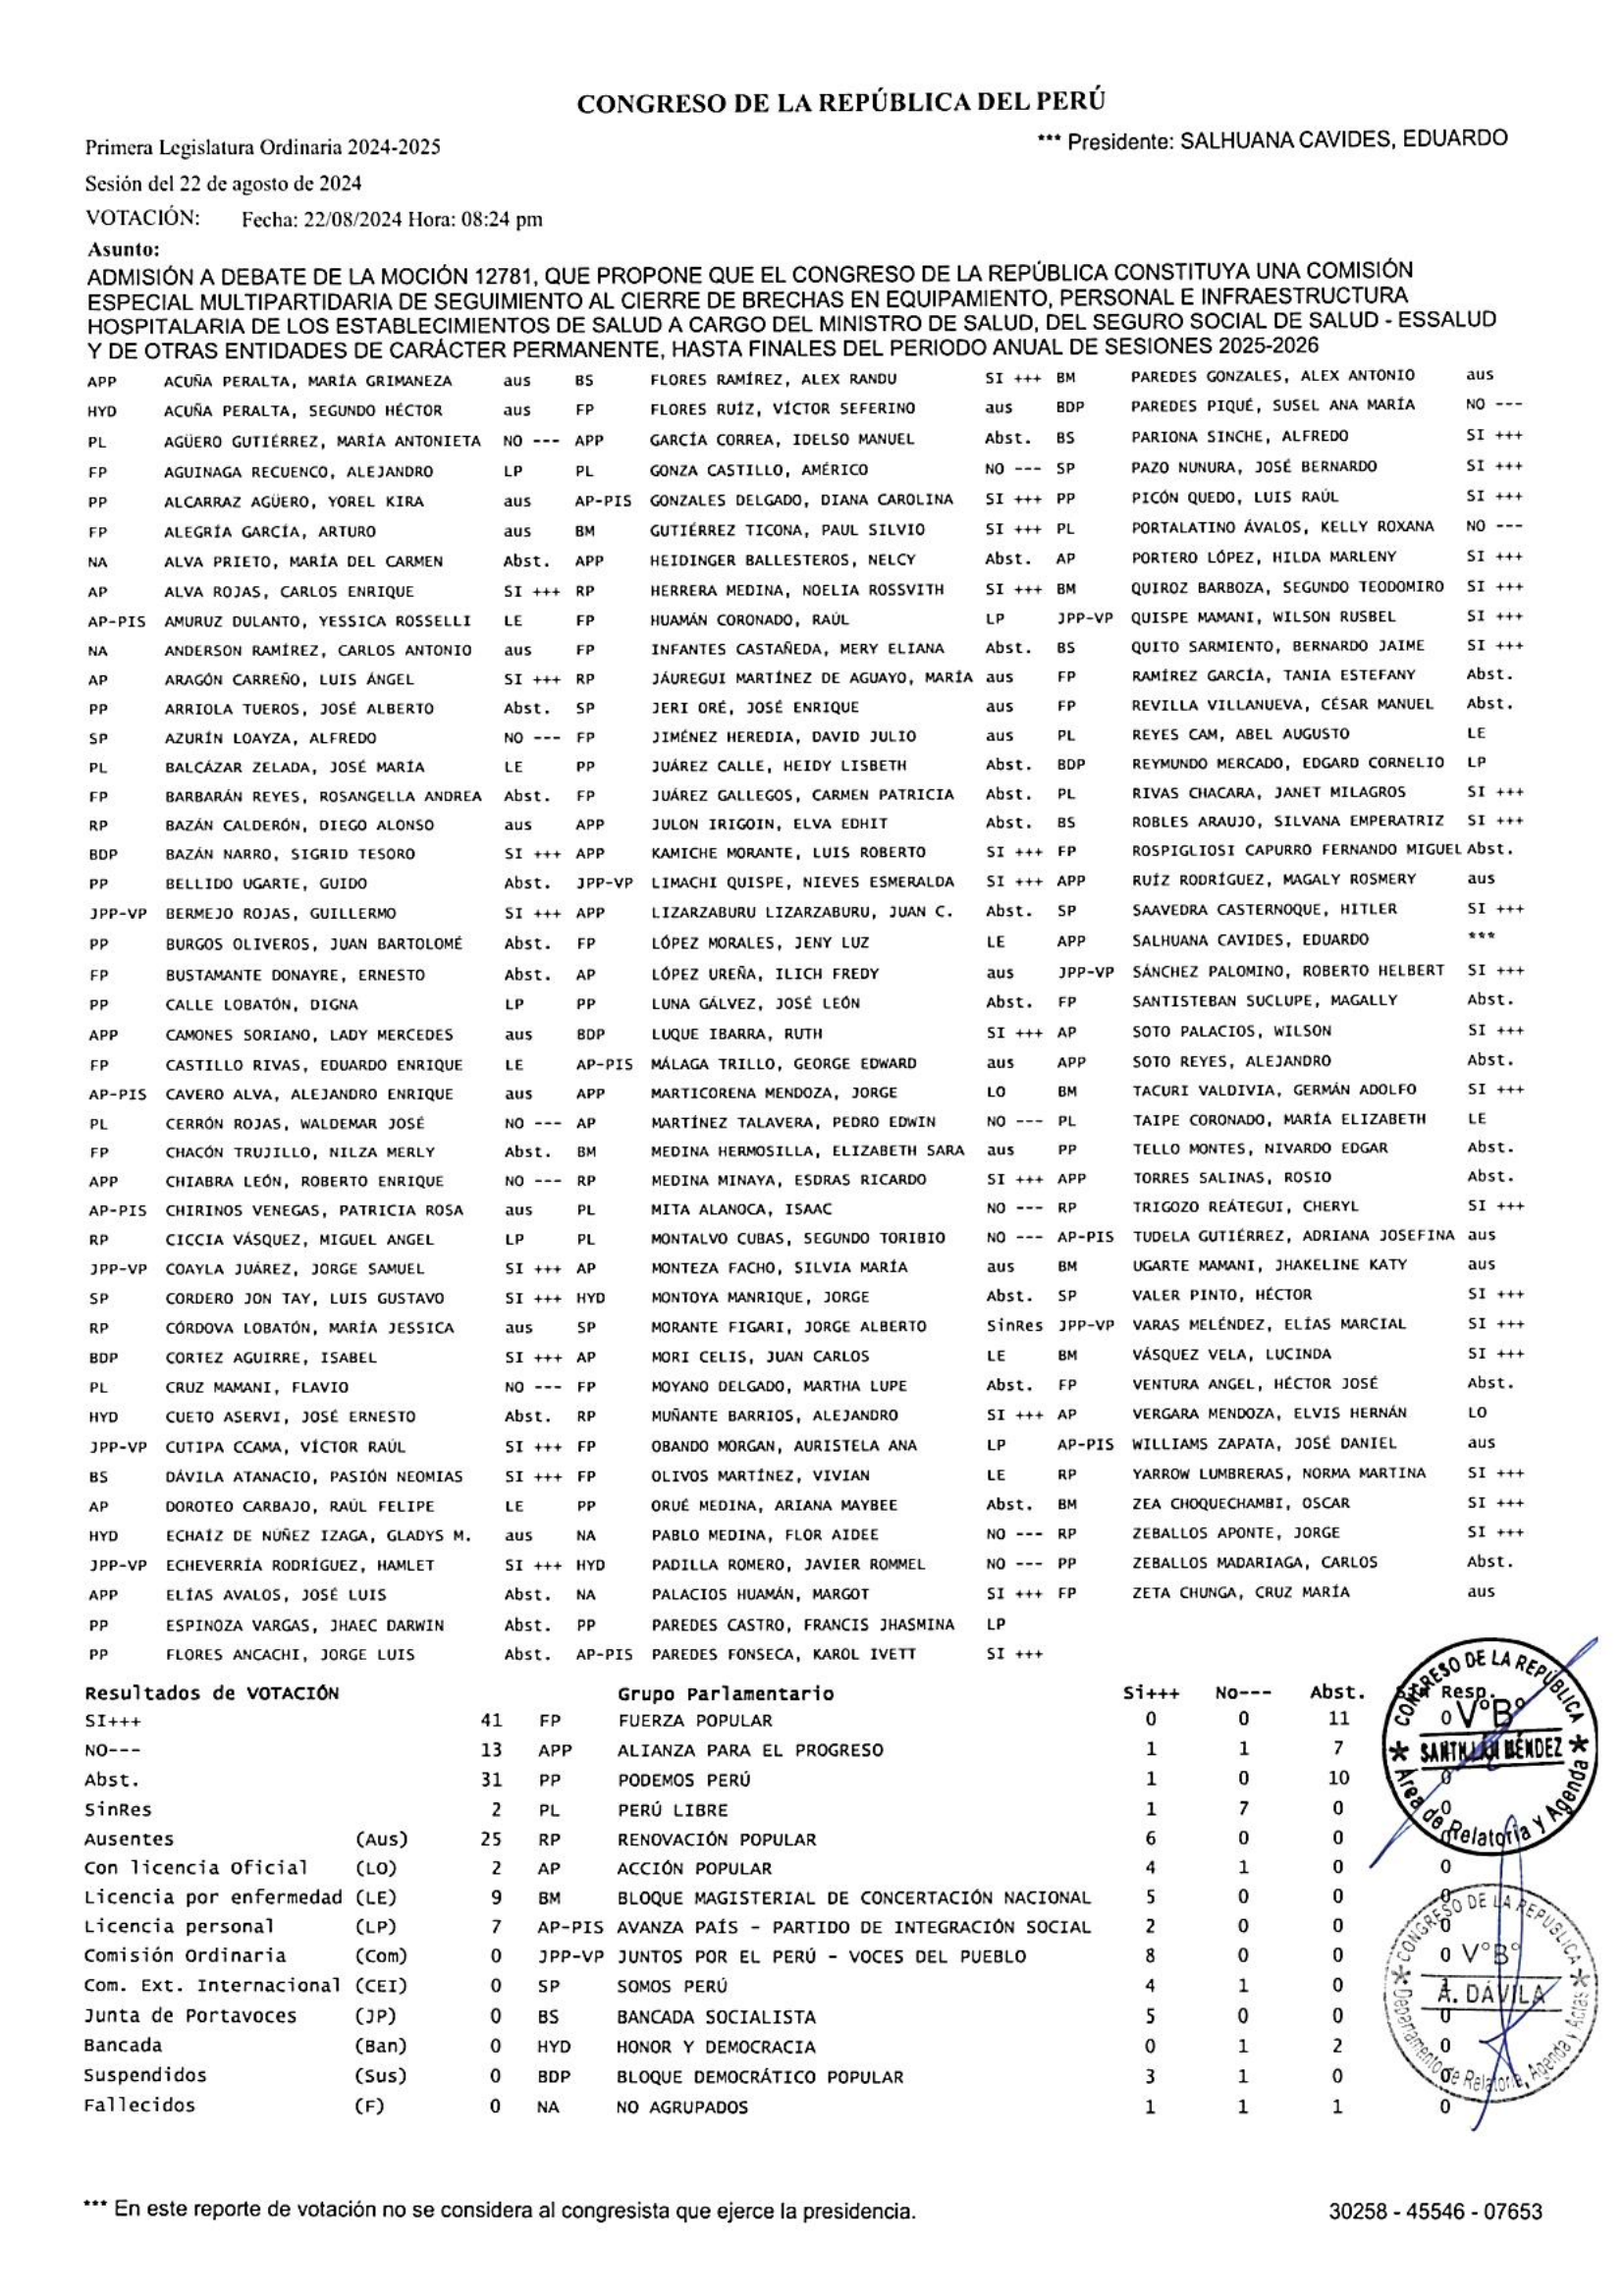 CONGRESO DE LA REPÚBLICA DEL PERÚ
Primera Legislatura Ordinaria 2024-2025
*** Presidente: SALHUANA CAVIDES, EDUARDO
Sesión del 22 de agosto de 2024
VOTACIÓN: Fecha: 22/08/2024 Hora: 08:24 pm
Asunto:
ADMISIÓN A DEBATE DE LA MOCIÓN 12781, QUE PROPONE QUE EL CONGRESO DE LA REPÚBLICA CONSTITUYA UNA COMISIÓN
ESPECIAL MULTIPARTIDARIA DE SEGUIMIENTO AL CIERRE DE BRECHAS EN EQUIPAMIENTO, PERSONAL E INFRAESTRUCTURA
HOSPITALARIA DE LOS ESTABLECIMIENTOS DE SALUD A CARGO DEL MINISTRO DE SALUD, DEL SEGURO SOCIAL DE SALUD - ESSALUD
Y DE OTRAS ENTIDADES DE CARÁCTER PERMANENTE, HASTA FINALES DEL PERIODO ANUAL DE SESIONES 2025-2026
APP ACUÑA PERALTA, MARÍA GRIMANEZA aus BS FLORES RAMÍREZ, ALEX RANDU SI +++ BM PAREDES GONZALES, ALEX ANTONIO aus
HYD ACUÑA PERALTA, SEGUNDO HÉCTOR aus FP FLORES RUÍZ, VÍCTOR SEFERINO aus BDP PAREDES PIQUÉ, SUSEL ANA MARÍA NO ---
PL AGÜERO GUTIÉRREZ, MARÍA ANTONIETA NO --- APP GARCÍA CORREA, IDELSO MANUEL Abst. BS PARIONA SINCHE, ALFREDO SI +++
FP AGUINAGA RECUENCO, ALEJANDRO LP PL GONZA CASTILLO, AMÉRICO NO --- SP PAZO NUNURA, JOSÉ BERNARDO SI +++
PP ALCARRAZ AGÜERO, YOREL KIRA aus AP-PIS GONZALES DELGADO, DIANA CAROLINA SI +++ PP PICÓN QUEDO, LUIS RAÚL SI +++
FP ALEGRÍA GARCÍA, ARTURO aus BM GUTIÉRREZ TICONA, PAUL SILVIO SI +++ PL PORTALATINO ÁVALOS, KELLY ROXANA NO ---
NA ALVA PRIETO, MARÍA DEL CARMEN Abst. APP HEIDINGER BALLESTEROS, NELCY Abst. AP PORTERO LÓPEZ, HILDA MARLENY SI +++
AP ALVA ROJAS, CARLOS ENRIQUE SI +++ RP HERRERA MEDINA, NOELIA ROSSVITH SI +++ BM QUIROZ BARBOZA, SEGUNDO TEODOMIRO SI +++
AP-PIS AMURUZ DULANTO, YESSICA ROSSELLI LE FP HUAMÁN CORONADO, RAÚL LP JPP-VP QUISPE MAMANI, WILSON RUSBEL SI +++
NA ANDERSON RAMÍREZ, CARLOS ANTONIO aus FP INFANTES CASTAÑEDA, MERY ELIANA Abst. BS QUITO SARMIENTO, BERNARDO JAIME SI +++
AP ARAGÓN CARREÑO, LUIS ÁNGEL SI +++ RP JÁUREGUI MARTÍNEZ DE AGUAYO, MARÍA aus FP RAMÍREZ GARCÍA, TANIA ESTEFANY Abst.
PP ARRIOLA TUEROS, JOSÉ ALBERTO Abst. SP JERI ORÉ, JOSÉ ENRIQUE aus FP REVILLA VILLANUEVA, CÉSAR MANUEL Abst.
SP AZURÍN LOAYZA, ALFREDO NO --- FP JIMÉNEZ HEREDIA, DAVID JULIO aus PL REYES CAM, ABEL AUGUSTO LE
PL BALCÁZAR ZELADA, JOSÉ MARÍA LE PP JUÁREZ CALLE, HEIDY LISBETH Abst. BDP REYMUNDO MERCADO, EDGARD CORNELIO LP
FP BARBARÁN REYES, ROSANGELLA ANDREA Abst. FP JUÁREZ GALLEGOS, CARMEN PATRICIA Abst. PL RIVAS CHACARA, JANET MILAGROS SI +++
RP BAZÁN CALDERÓN, DIEGO ALONSO aus APP JULON IRIGOIN, ELVA EDHIT Abst. BS ROBLES ARAUJO, SILVANA EMPERATRIZ SI +++
BDP BAZÁN NARRO, SIGRID TESORO SI +++ APP KAMICHE MORANTE, LUIS ROBERTO SI +++ FP ROSPIGLIOSI CAPURRO FERNANDO MIGUEL Abst.
PP BELLIDO UGARTE, GUIDO Abst. JPP-VP LIMACHI QUISPE, NIEVES ESMERALDA SI +++ APP RUÍZ RODRÍGUEZ, MAGALY ROSMERY aus
JPP-VP BERMEJO ROJAS, GUILLERMO SI +++ APP LIZARZABURU LIZARZABURU, JUAN C. Abst. SP SAAVEDRA CASTERNOQUE, HITLER SI +++
PP BURGOS OLIVEROS, JUAN BARTOLOMÉ Abst. FP LÓPEZ MORALES, JENY LUZ LE APP SALHUANA CAVIDES, EDUARDO ***
FP BUSTAMANTE DONAYRE, ERNESTO Abst. AP LÓPEZ UREÑA, ILICH FREDY aus JPP-VP SÁNCHEZ PALOMINO, ROBERTO HELBERT SI +++
PP CALLE LOBATÓN, DIGNA LP PP LUNA GÁLVEZ, JOSÉ LEÓN Abst. FP SANTISTEBAN SUCLUPE, MAGALLY Abst.
APP CAMONES SORIANO, LADY MERCEDES aus BDP LUQUE IBARRA, RUTH SI +++ AP SOTO PALACIOS, WILSON SI +++
FP CASTILLO RIVAS, EDUARDO ENRIQUE LE AP-PIS MÁLAGA TRILLO, GEORGE EDWARD aus APP SOTO REYES, ALEJANDRO Abst.
AP-PIS CAVERO ALVA, ALEJANDRO ENRIQUE aus APP MARTICORENA MENDOZA, JORGE LO BM TACURI VALDIVIA, GERMÁN ADOLFO SI +++
PL CERRÓN ROJAS, WALDEMAR JOSÉ NO --- AP MARTÍNEZ TALAVERA, PEDRO EDWIN NO --- PL TAIPE CORONADO, MARÍA ELIZABETH LE
FP CHACÓN TRUJILLO, NILZA MERLY Abst. BM MEDINA HERMOSILLA, ELIZABETH SARA aus PP TELLO MONTES, NIVARDO EDGAR Abst.
APP CHIABRA LEÓN, ROBERTO ENRIQUE NO --- RP MEDINA MINAYA, ESDRAS RICARDO SI +++ APP TORRES SALINAS, ROSIO Abst.
AP-PIS CHIRINOS VENEGAS, PATRICIA ROSA aus PL MITA ALANOCA, ISAAC NO --- RP TRIGOZO REÁTEGUI, CHERYL SI +++
RP CICCIA VÁSQUEZ, MIGUEL ANGEL LP PL MONTALVO CUBAS, SEGUNDO TORIBIO NO --- AP-PIS TUDELA GUTIÉRREZ, ADRIANA JOSEFINA aus
JPP-VP COAYLA JUÁREZ, JORGE SAMUEL SI +++ AP MONTEZA FACHO, SILVIA MARÍA aus BM UGARTE MAMANI, JHAKELINE KATY aus
SP CORDERO JON TAY, LUIS GUSTAVO SI +++ HYD MONTOYA MANRIQUE, JORGE Abst. SP VALER PINTO, HÉCTOR SI +++
RP CÓRDOVA LOBATÓN, MARÍA JESSICA aus SP MORANTE FIGARI, JORGE ALBERTO SinRes JPP-VP VARAS MELÉNDEZ, ELÍAS MARCIAL SI +++
BDP CORTEZ AGUIRRE, ISABEL SI +++ AP MORI CELIS, JUAN CARLOS LE BM VÁSQUEZ VELA, LUCINDA SI +++
PL CRUZ MAMANI, FLAVIO NO --- FP MOYANO DELGADO, MARTHA LUPE Abst. FP VENTURA ANGEL, HÉCTOR JOSÉ Abst.
HYD CUETO ASERVI, JOSÉ ERNESTO Abst. RP MUÑANTE BARRIOS, ALEJANDRO SI +++ AP VERGARA MENDOZA, ELVIS HERNÁN LO
JPP-VP CUTIPA CCAMA, VÍCTOR RAÚL SI +++ FP OBANDO MORGAN, AURISTELA ANA LP AP-PIS WILLIAMS ZAPATA, JOSÉ DANIEL aus
BS DÁVILA ATANACIO, PASIÓN NEOMIAS SI +++ FP OLIVOS MARTÍNEZ, VIVIAN LE RP YARROW LUMBRERAS, NORMA MARTINA SI +++
AP DOROTEO CARBAJO, RAÚL FELIPE LE PP ORUÉ MEDINA, ARIANA MAYBEE Abst. BM ZEA CHOQUECHAMBI, OSCAR SI +++
HYD ECHAÍZ DE NÚÑEZ IZAGA, GLADYS M. aus NA PABLO MEDINA, FLOR AIDEE NO --- RP ZEBALLOS APONTE, JORGE SI +++
JPP-VP ECHEVERRÍA RODRÍGUEZ, HAMLET SI +++ HYD PADILLA ROMERO, JAVIER ROMMEL NO --- PP ZEBALLOS MADARIAGA, CARLOS Abst.
APP ELÍAS AVALOS, JOSÉ LUIS Abst. NA PALACIOS HUAMÁN, MARGOT SI +++ FP ZETA CHUNGA, CRUZ MARÍA aus
PP ESPINOZA VARGAS, JHAEC DARWIN Abst. PP PAREDES CASTRO, FRANCIS JHASMINA LP
PP FLORES ANCACHI, JORGE LUIS Abst. AP-PIS PAREDES FONSECA, KAROL IVETT SI +++
Resultados de VOTACIÓN Grupo Parlamentario Si+++ No--- Abst. Resp.
SI+++ 41 FP FUERZA POPULAR 0 0 11 0
NO--- 13 APP ALIANZA PARA EL PROGRESO 1 1 7
Abst. 31 PP PODEMOS PERÚ 1 0 10 0
SinRes 2 PL PERÚ LIBRE 1 7 0 0
Ausentes (Aus) 25 RP RENOVACIÓN POPULAR 6 0 0
Con licencia Oficial (LO) 2 AP ACCIÓN POPULAR 4 1 0 0
Licencia por enfermedad (LE) 9 BM BLOQUE MAGISTERIAL DE CONCERTACIÓN NACIONAL 5 0 0 0
Licencia personal (LP) 7 AP-PIS AVANZA PAÍS - PARTIDO DE INTEGRACIÓN SOCIAL 2 0 0 0
Comisión Ordinaria (Com) 0 JPP-VP JUNTOS POR EL PERÚ - VOCES DEL PUEBLO 8 0 0 0
Com. Ext. Internacional (CEI) 0 SP SOMOS PERÚ 4 1 0
Junta de Portavoces (JP) 0 BS BANCADA SOCIALISTA 5 0 0 0
Bancada (Ban) 0 HYD HONOR Y DEMOCRACIA 0 1 2 0
Suspendidos (Sus) 0 BDP BLOQUE DEMOCRÁTICO POPULAR 3 1 0 0
Fallecidos (F) 0 NA NO AGRUPADOS 1 1 1 0
CONGRESO DE LA REPÚBLICA
V°B°
MÉNDEZ
Área de Relatoría y Agenda
CONGRESO DE LA REPÚBLICA
V°B°
A. DÁVILA
Departamento de Relatoría, Agenda y Actas
*** En este reporte de votación no se considera al congresista que ejerce la presidencia.
30258 - 45546 - 07653